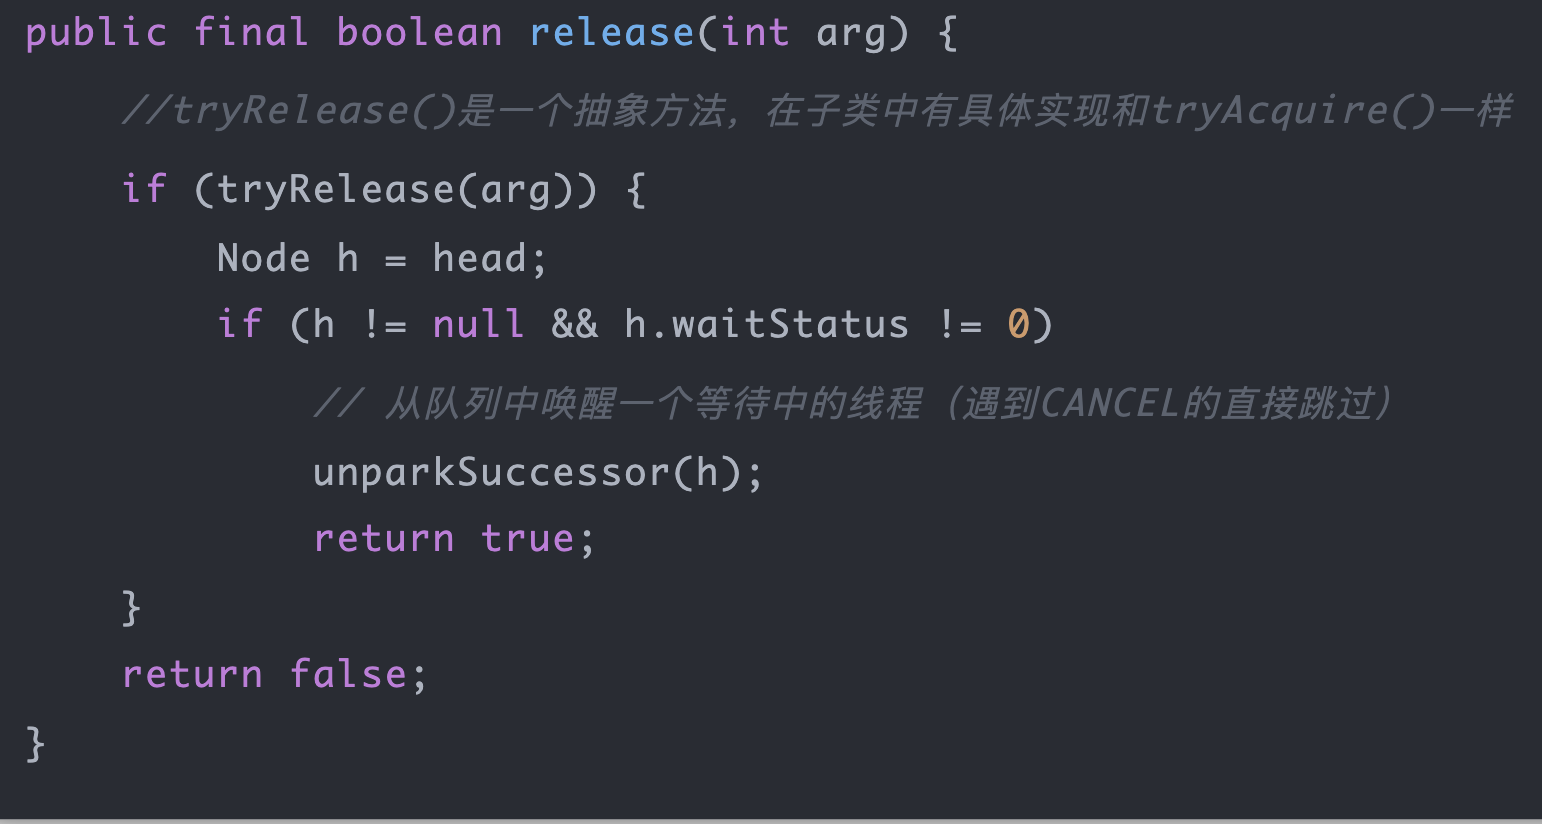 public final boolean release(int arg) {
    //tryRelease()是一个抽象方法，在子类中有具体实现和tryAcquire()一样
    if (tryRelease(arg)) {
        Node h = head;
        if (h != null && h.waitStatus != 0)
            // 从队列中唤醒一个等待中的线程（遇到CANCEL的直接跳过）
            unparkSuccessor(h);
            return true;
    }
    return false;
}